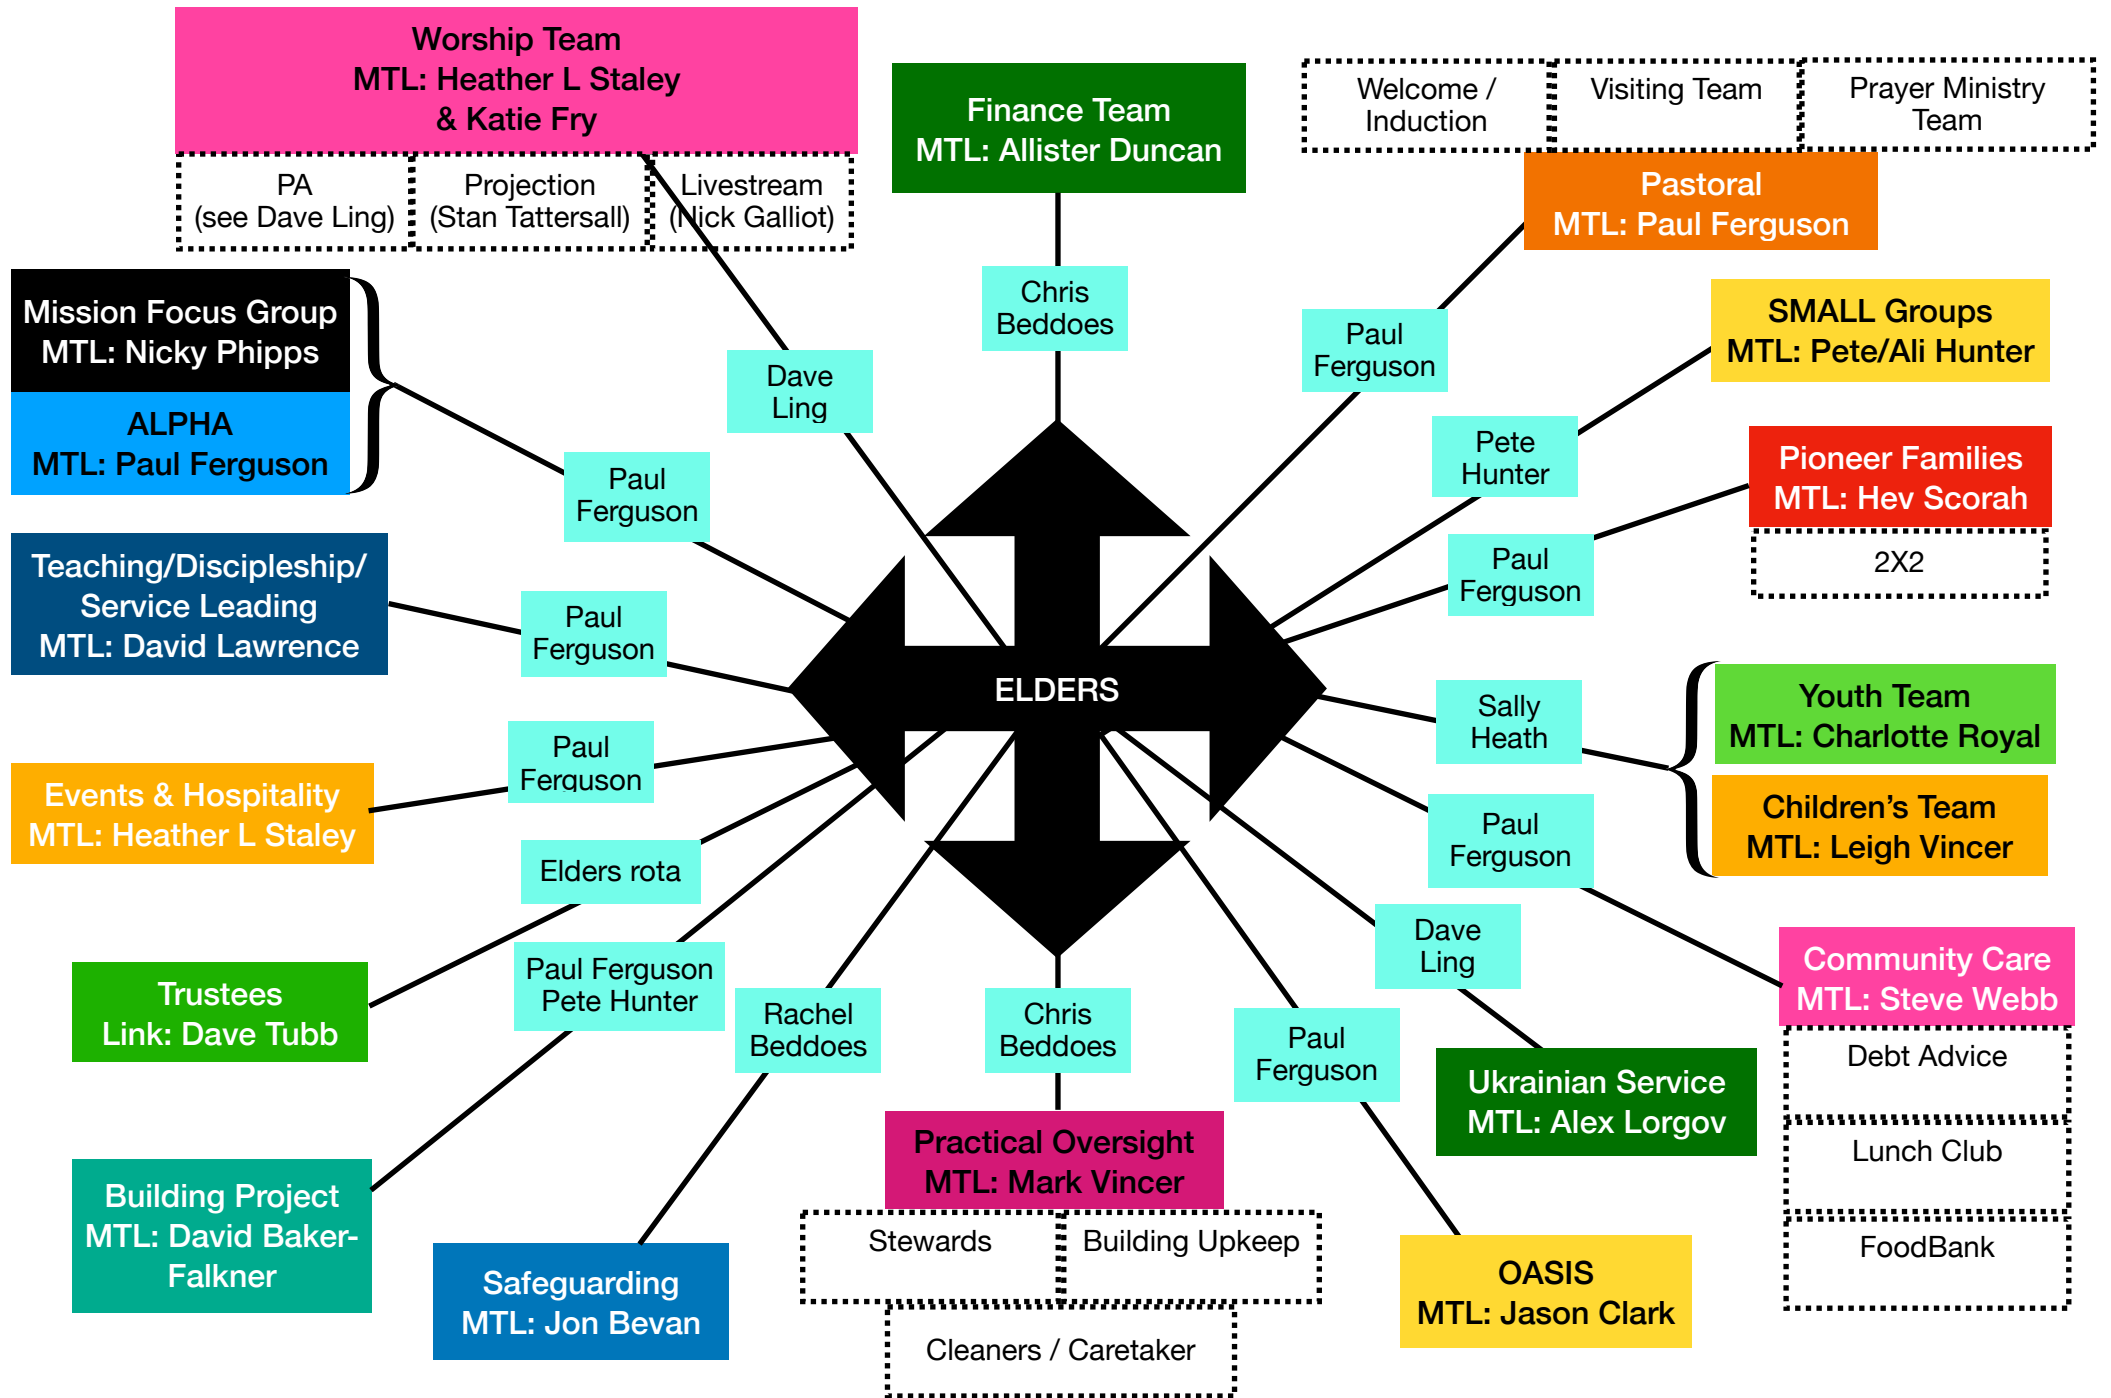 Worship Team
MTL: Heather L Staley
& Katie Fry
PA
(see Dave Ling)
Projection
(Stan Tattersall)
Livestream
(Nick Galliot)
Finance Team
MTL: Allister Duncan
Welcome /
Induction
Visiting Team
Prayer Ministry
Team
Pastoral
MTL: Paul Ferguson
Mission Focus Group
MTL: Nicky Phipps
ALPHA
MTL: Paul Ferguson
Chris
Beddoes
Paul
Ferguson
SMALL Groups
MTL: Pete/Ali Hunter
Dave
Ling
Pete
Hunter
Paul
Ferguson
Pioneer Families
MTL: Hev Scorah
2X2
Teaching/Discipleship/
Service Leading
MTL: David Lawrence
Paul
Ferguson
Paul
Ferguson
ELDERS
Sally
Heath
Youth Team
MTL: Charlotte Royal
Children’s Team
MTL: Leigh Vincer
Events & Hospitality
MTL: Heather L Staley
Paul
Ferguson
Paul
Ferguson
Elders rota
Trustees
Link: Dave Tubb
Paul Ferguson
Pete Hunter
Dave
Ling
Community Care
MTL: Steve Webb
Debt Advice
Lunch Club
FoodBank
Rachel
Beddoes
Chris
Beddoes
Paul
Ferguson
Ukrainian Service
MTL: Alex Lorgov
Building Project
MTL: David Baker-
Falkner
Practical Oversight
MTL: Mark Vincer
Stewards
Building Upkeep
Cleaners / Caretaker
Safeguarding
MTL: Jon Bevan
OASIS
MTL: Jason Clark